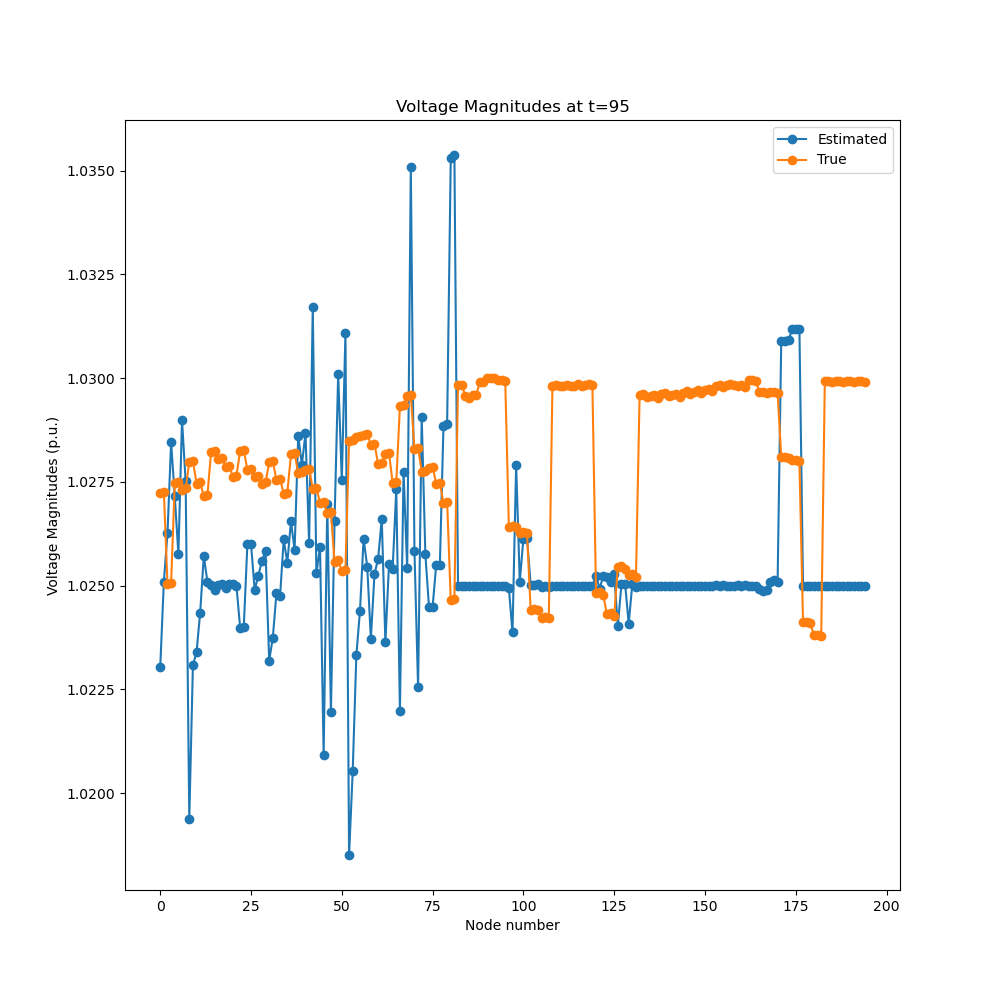 Voltage Magnitudes at t=95
Estimated
True
Voltage Magnitudes (p.u.)
1.0350
1.0325
1.0300
1.0275
1.0250
1.0225
1.0200
0 25 50 75 100 125 150 175 200
Node number